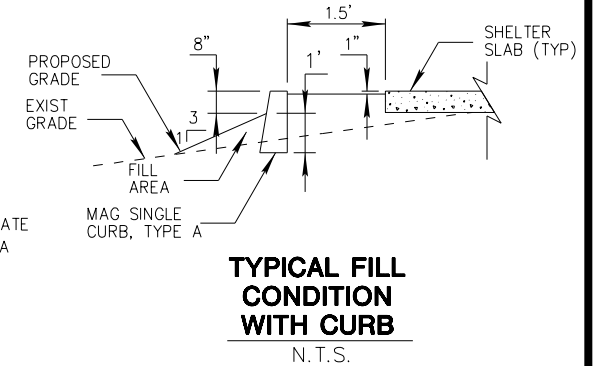 1.5'
8"
1'
1"
SHELTER
SLAB (TYP)
PROPOSED
GRADE
EXIST
GRADE
1
3
FILL
AREA
MAG SINGLE
CURB, TYPE A
ATE
A
TYPICAL FILL
CONDITION
WITH CURB
N.T.S.